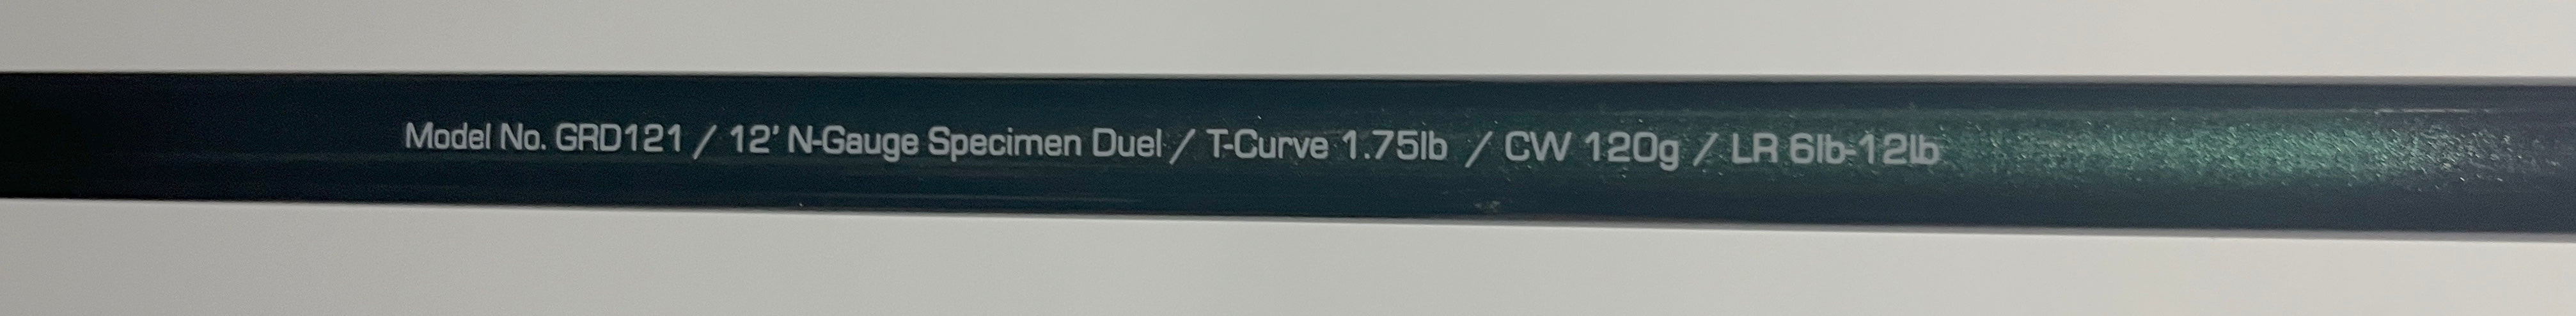 Model No. GRD121 / 12' N-Gauge Specimen Duel / T-Curve 1.75lb / CW 120g / LR 6lb-12lb